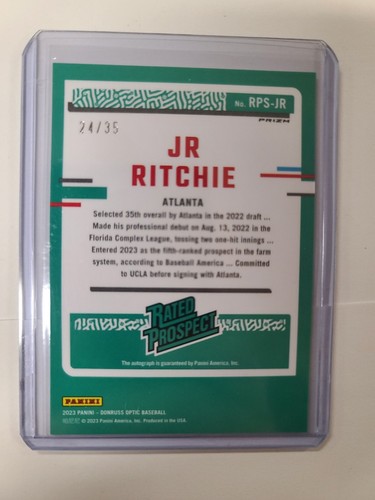 No. RPS-JR
PRIZM
24/35
JR
RITCHIE
ATLANTA
Selected 35th overall by Atlanta in the 2022 draft ...
Made his professional debut on Aug. 13, 2022 in the
Florida Complex League, tossing two one-hit innings ...
Entered 2023 as the fifth-ranked prospect in the farm
system, according to Baseball America ... Committed
to UCLA before signing with Atlanta.
RATED
PROSPECT
The autograph is guaranteed by Panini America, Inc.
PANINI
2023 PANINI - DONRUSS OPTIC BASEBALL
© 2023 Panini America, Inc. Produced in the USA.